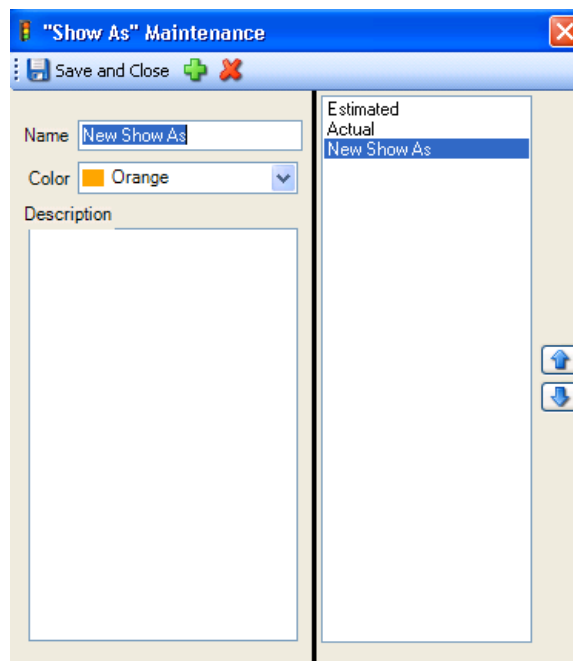 "Show As" Maintenance
Save and Close
Name New Show As
Color Orange
Description
Estimated
Actual
New Show As